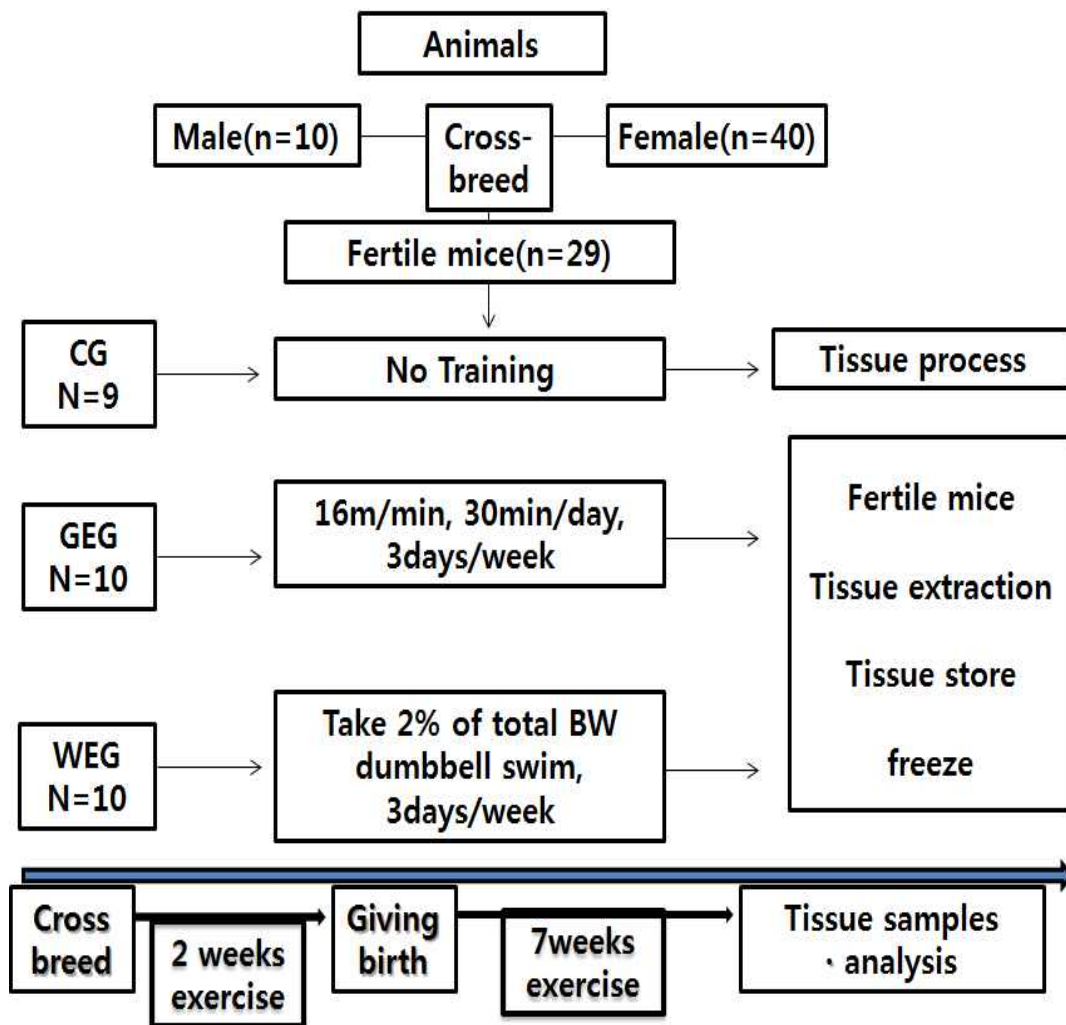 Animals
Male(n=10)
Cross-
breed
Female(n=40)
Fertile mice(n=29)
CG
N=9
No Training
Tissue process
GEG
N=10
16m/min, 30min/day,
3days/week
Fertile mice
Tissue extraction
Tissue store
freeze
WEG
N=10
Take 2% of total BW
dumbbell swim,
3days/week
Cross
breed
2 weeks
exercise
Giving
birth
7weeks
exercise
Tissue samples
· analysis